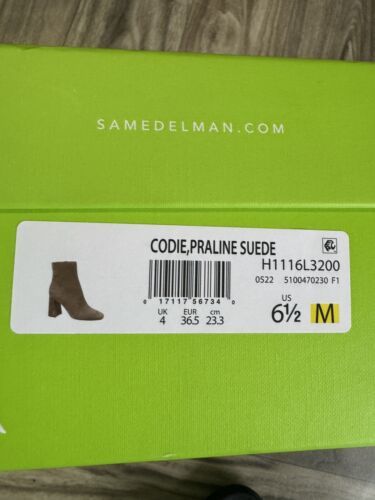 SAMEDELMAN.COM
CODIE,PRALINE SUEDE
H1116L3200
0522 5100470230 F1
0 17117 56734 0
UK EUR cm
4 36.5 23.3
US
6½ M